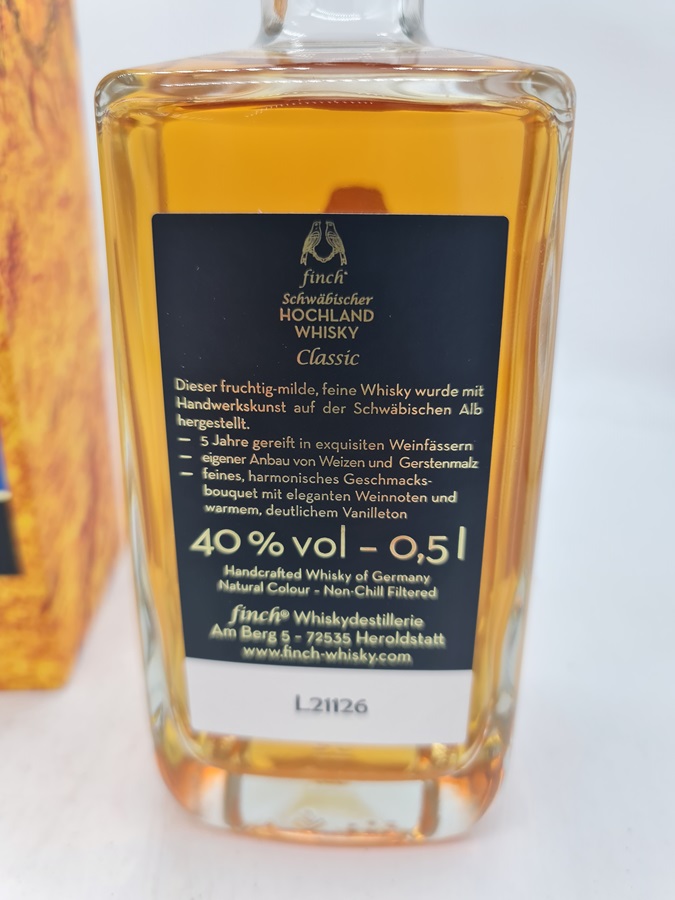 finch®
Schwäbischer
HOCHLAND
WHISKY
Classic
Dieser fruchtig-milde, feine Whisky wurde mit
Handwerkskunst auf der Schwäbischen Alb
hergestellt.
– 5 Jahre gereift in exquisiten Weinfässern
– eigener Anbau von Weizen und Gerstenmalz
– feines, harmonisches Geschmacks-
bouquet mit eleganten Weinnoten und
warmem, deutlichem Vanilleton
40 % vol – 0,5 l
Handcrafted Whisky of Germany
Natural Colour - Non-Chill Filtered
finch® Whiskydestillerie
Am Berg 5 - 72535 Heroldstatt
www.finch-whisky.com
L21126